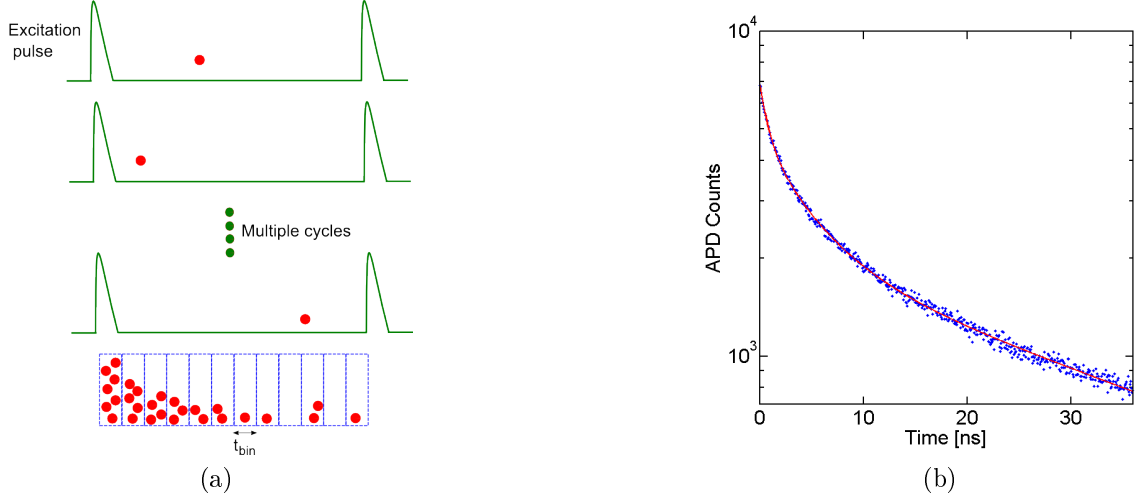 Excitation
pulse
Multiple cycles
t_bin
(a)
10^4
10^3
APD Counts
0
10
20
30
Time [ns]
(b)